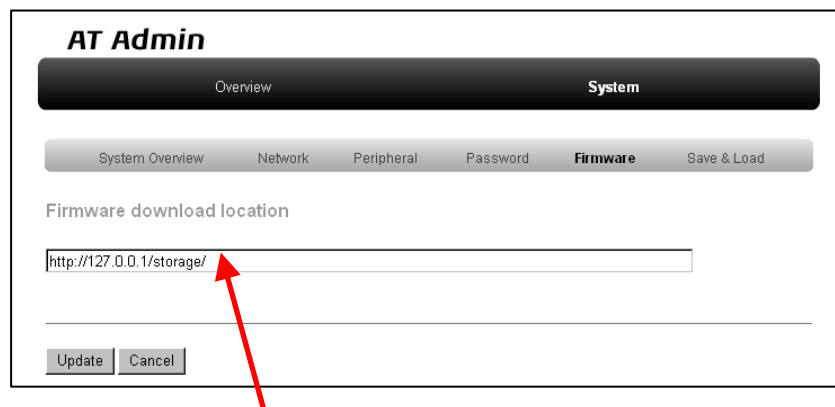 AT Admin
Overview System
System Overview Network Peripheral Password Firmware Save & Load
Firmware download location
http://127.0.0.1/storage/
Update Cancel